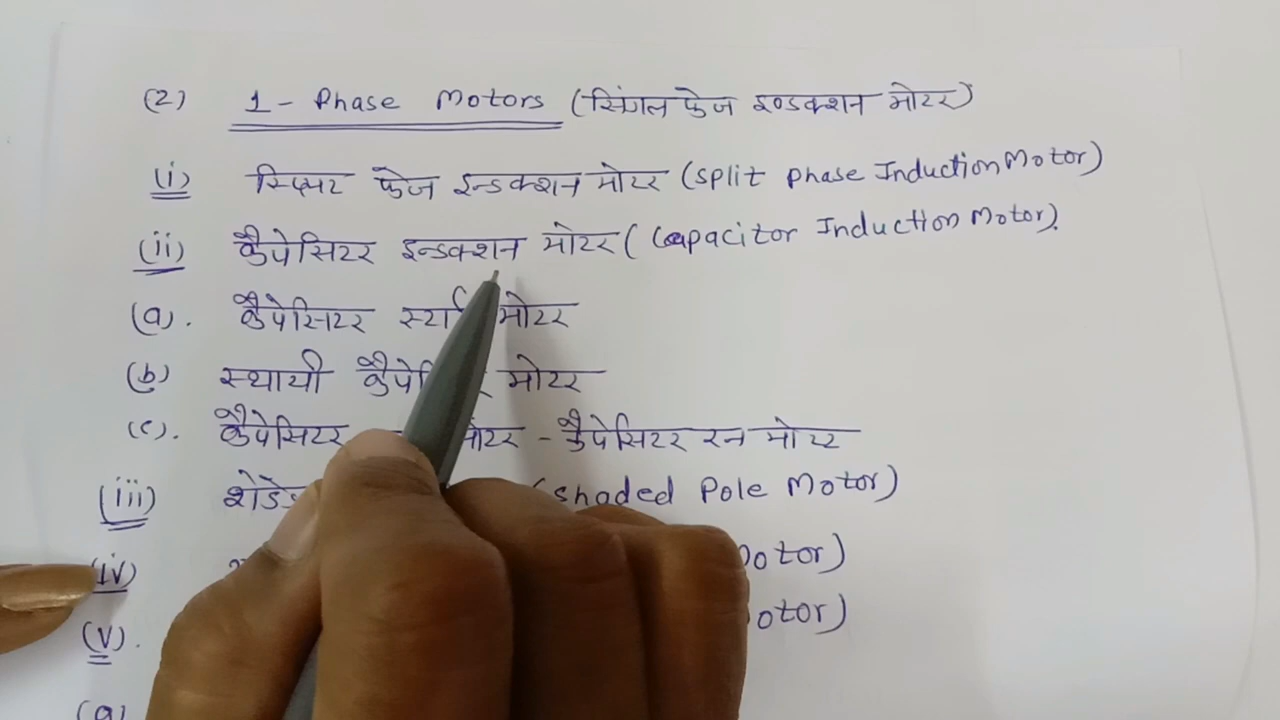 (2) 1 - Phase Motors (सिंगल फेज इण्डक्शन मोटर)
(i) स्प्लिट फेज इन्डक्शन मोटर (split phase Induction Motor)
(ii) कैपेसिटर इन्डक्शन मोटर ( Capacitor Induction Motor).
(a). कैपेसिटर मोटर
(b) स्थायी मोटर
(c). कैपेसिटर मोटर - कैपेसिटर रन मोटर
(iii) (shaded Pole Motor)
(iv) Motor)
(v). Motor)
(a)